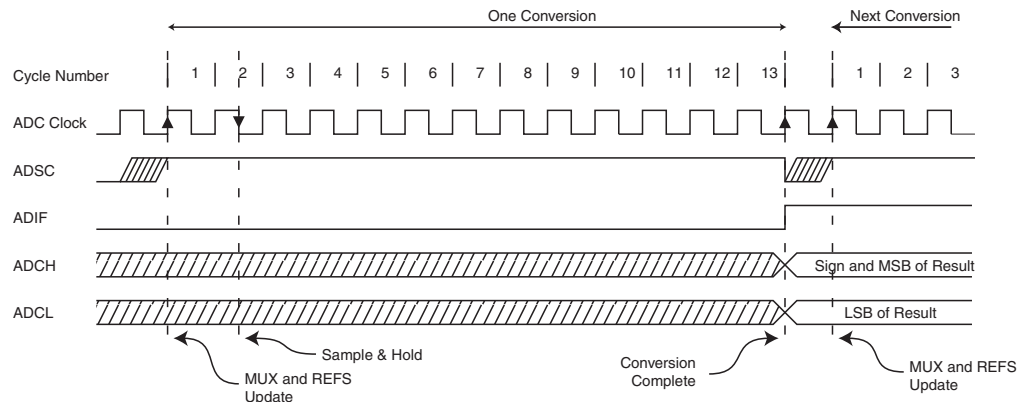 One Conversion Next Conversion
Cycle Number 1 2 3 4 5 6 7 8 9 10 11 12 13 1 2 3
ADC Clock
ADSC
ADIF
ADCH Sign and MSB of Result
ADCL LSB of Result
Sample & Hold
MUX and REFS
Update
Conversion
Complete
MUX and REFS
Update